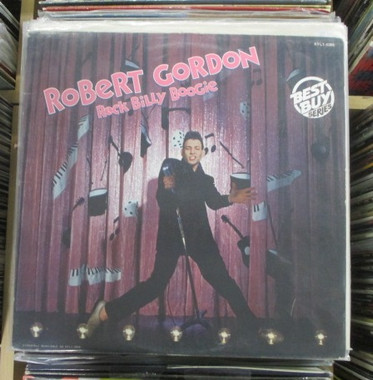 ROBERT GORDON
Rock Billy Boogie
BEST
BUY
SERIES